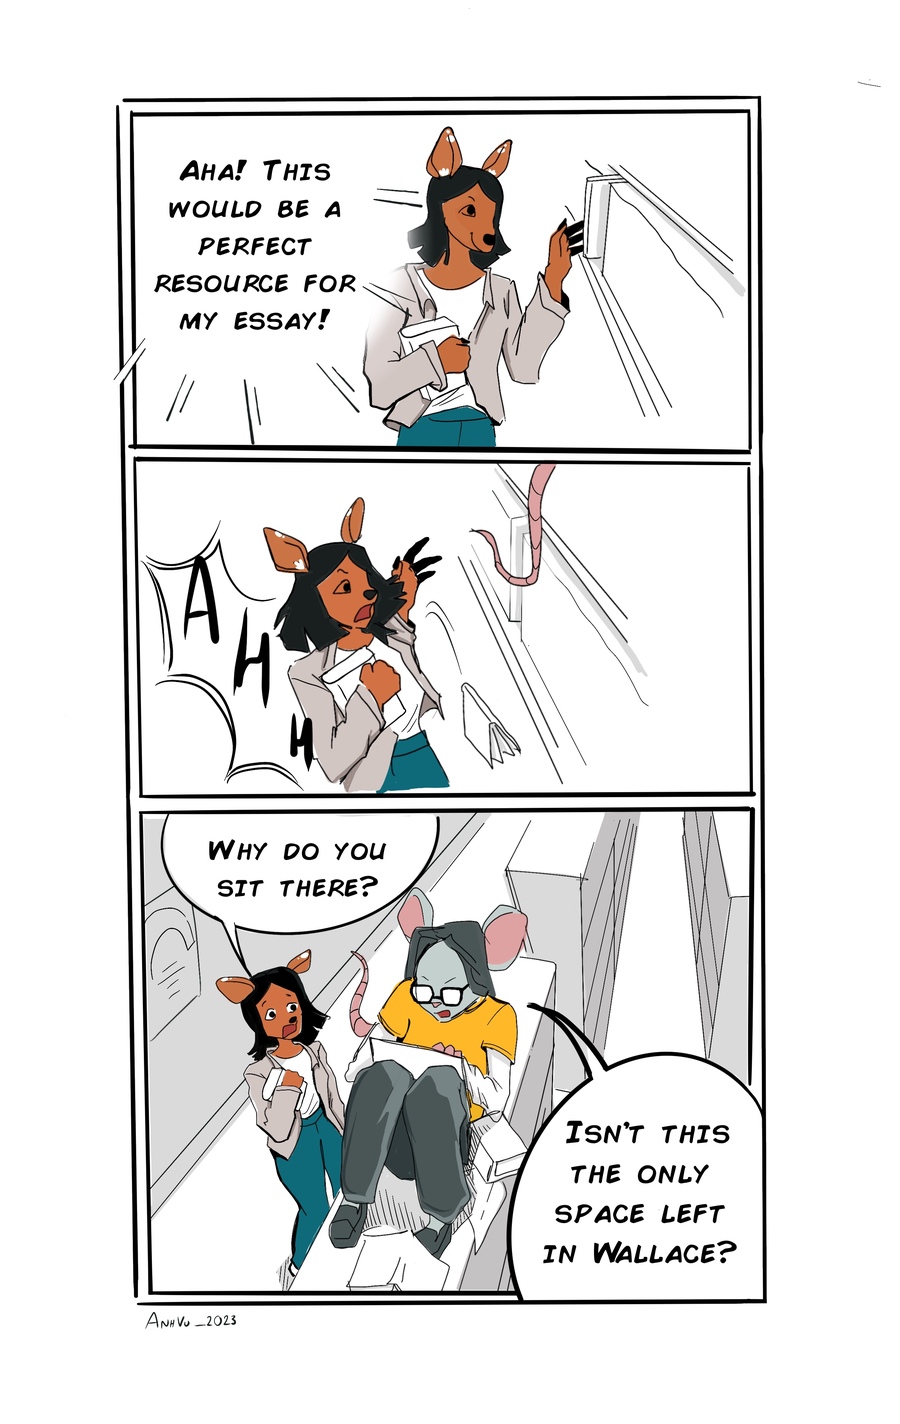 AHA! THIS
WOULD BE A
PERFECT
RESOURCE FOR
MY ESSAY!
AHH
WHY DO YOU
SIT THERE?
ISN'T THIS
THE ONLY
SPACE LEFT
IN WALLACE?
ANHVU_2023